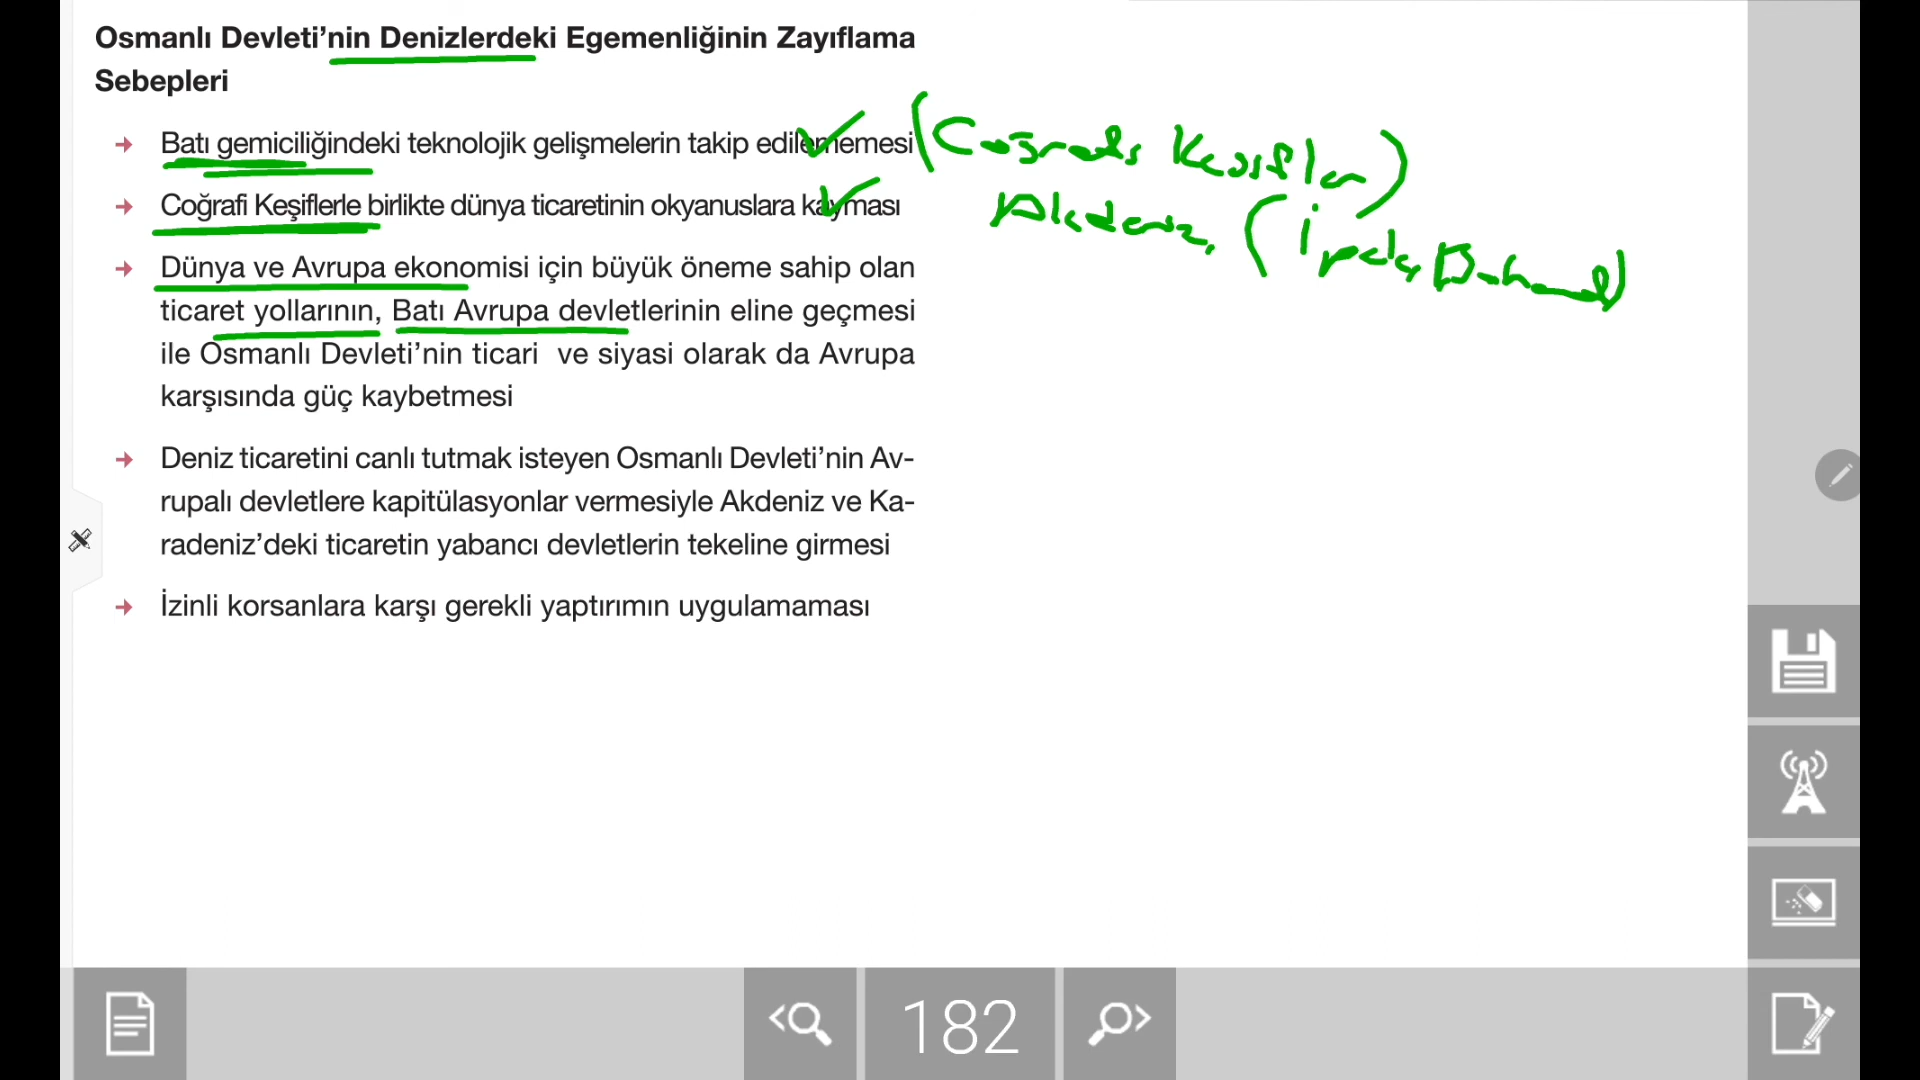 Osmanlı Devleti’nin Denizlerdeki Egemenliğinin Zayıflama
Sebepleri
→ Batı gemiciliğindeki teknolojik gelişmelerin takip edilememesi
(Coğrafi Keşifler)
→ Coğrafi Keşiflerle birlikte dünya ticaretinin okyanuslara kayması
Akdeniz, (İpek, Baharat)
→ Dünya ve Avrupa ekonomisi için büyük öneme sahip olan
ticaret yollarının, Batı Avrupa devletlerinin eline geçmesi
ile Osmanlı Devleti’nin ticari ve siyasi olarak da Avrupa
karşısında güç kaybetmesi
→ Deniz ticaretini canlı tutmak isteyen Osmanlı Devleti’nin Av-
rupalı devletlere kapitülasyonlar vermesiyle Akdeniz ve Ka-
radeniz’deki ticaretin yabancı devletlerin tekeline girmesi
→ İzinli korsanlara karşı gerekli yaptırımın uygulamaması
182